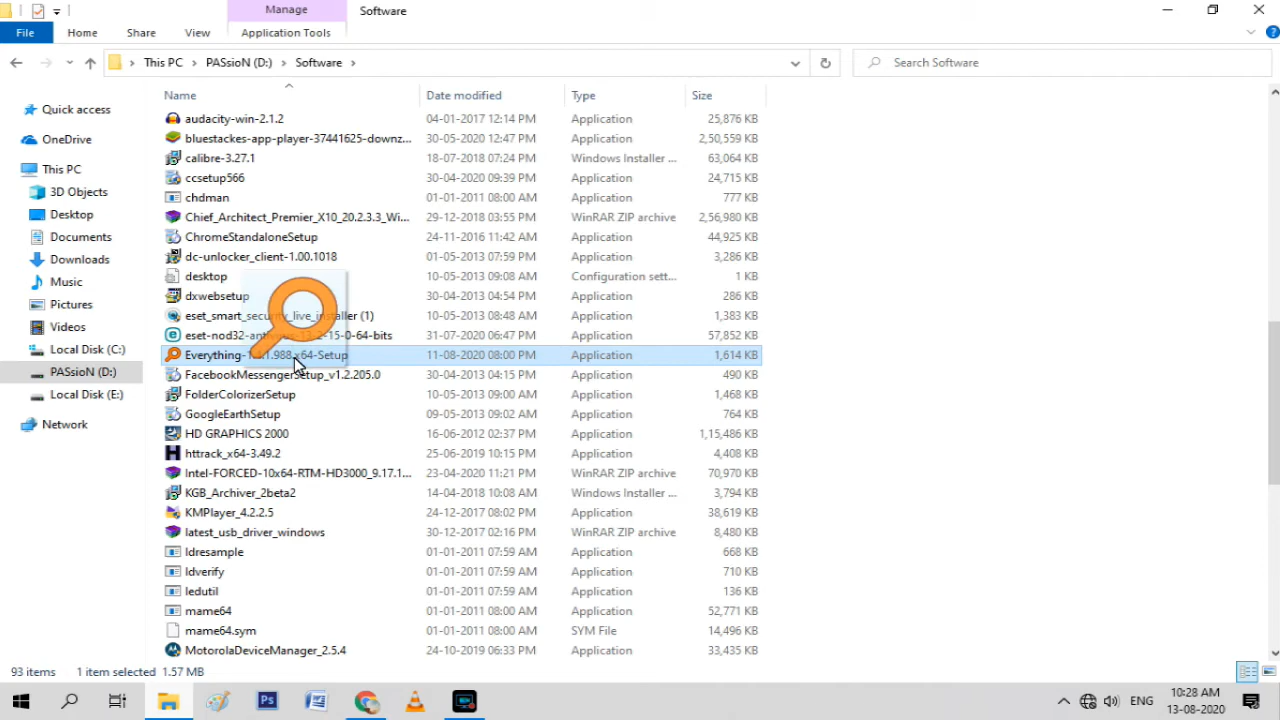 Manage Software
File Home Share View Application Tools
This PC PASsioN (D:) Software Search Software
Name Date modified Type Size
Quick access
OneDrive
This PC
3D Objects
Desktop
Documents
Downloads
Music
Pictures
Videos
Local Disk (C:)
PASsioN (D:)
Local Disk (E:)
Network
audacity-win-2.1.2 04-01-2017 12:14 PM Application 25,876 KB
bluestackes-app-player-37441625-downz... 30-05-2020 12:47 PM Application 2,50,559 KB
calibre-3.27.1 18-07-2018 07:24 PM Windows Installer ... 63,064 KB
ccsetup566 30-04-2020 09:39 PM Application 24,715 KB
chdman 01-01-2011 08:00 AM Application 777 KB
Chief_Architect_Premier_X10_20.2.3.3_Wi... 29-12-2018 03:55 PM WinRAR ZIP archive 2,56,980 KB
ChromeStandaloneSetup 24-11-2016 11:42 AM Application 44,925 KB
dc-unlocker_client-1.00.1018 01-05-2013 07:59 PM Application 3,286 KB
desktop 10-05-2013 09:08 AM Configuration sett... 1 KB
dxwebsetup 30-04-2013 04:54 PM Application 286 KB
eset_smart_security_live_installer (1) 10-05-2013 08:48 AM Application 1,383 KB
eset-nod32-antivirus-13-2-15-0-64-bits 31-07-2020 06:47 PM Application 57,852 KB
Everything-1.4.1.988.x64-Setup 11-08-2020 08:00 PM Application 1,614 KB
FacebookMessengerSetup_v1.2.205.0 30-04-2013 04:15 PM Application 490 KB
FolderColorizerSetup 10-05-2013 09:00 AM Application 1,468 KB
GoogleEarthSetup 09-05-2013 09:02 AM Application 764 KB
HD GRAPHICS 2000 16-06-2012 02:37 PM Application 1,15,486 KB
httrack_x64-3.49.2 25-06-2019 10:15 PM Application 4,408 KB
Intel-FORCED-10x64-RTM-HD3000_9.17.1... 23-04-2020 11:21 PM WinRAR ZIP archive 70,970 KB
KGB_Archiver_2beta2 14-04-2018 10:08 AM Windows Installer ... 3,794 KB
KMPlayer_4.2.2.5 24-12-2017 08:02 PM Application 38,619 KB
latest_usb_driver_windows 30-12-2017 02:16 PM WinRAR ZIP archive 8,480 KB
ldresample 01-01-2011 07:59 AM Application 668 KB
ldverify 01-01-2011 07:59 AM Application 710 KB
ledutil 01-01-2011 07:59 AM Application 136 KB
mame64 01-01-2011 08:00 AM Application 52,771 KB
mame64.sym 01-01-2011 08:00 AM SYM File 14,496 KB
MotorolaDeviceManager_2.5.4 24-10-2019 06:33 PM Application 33,435 KB
93 items 1 item selected 1.57 MB
Ps W ENG 10:28 AM
13-08-2020